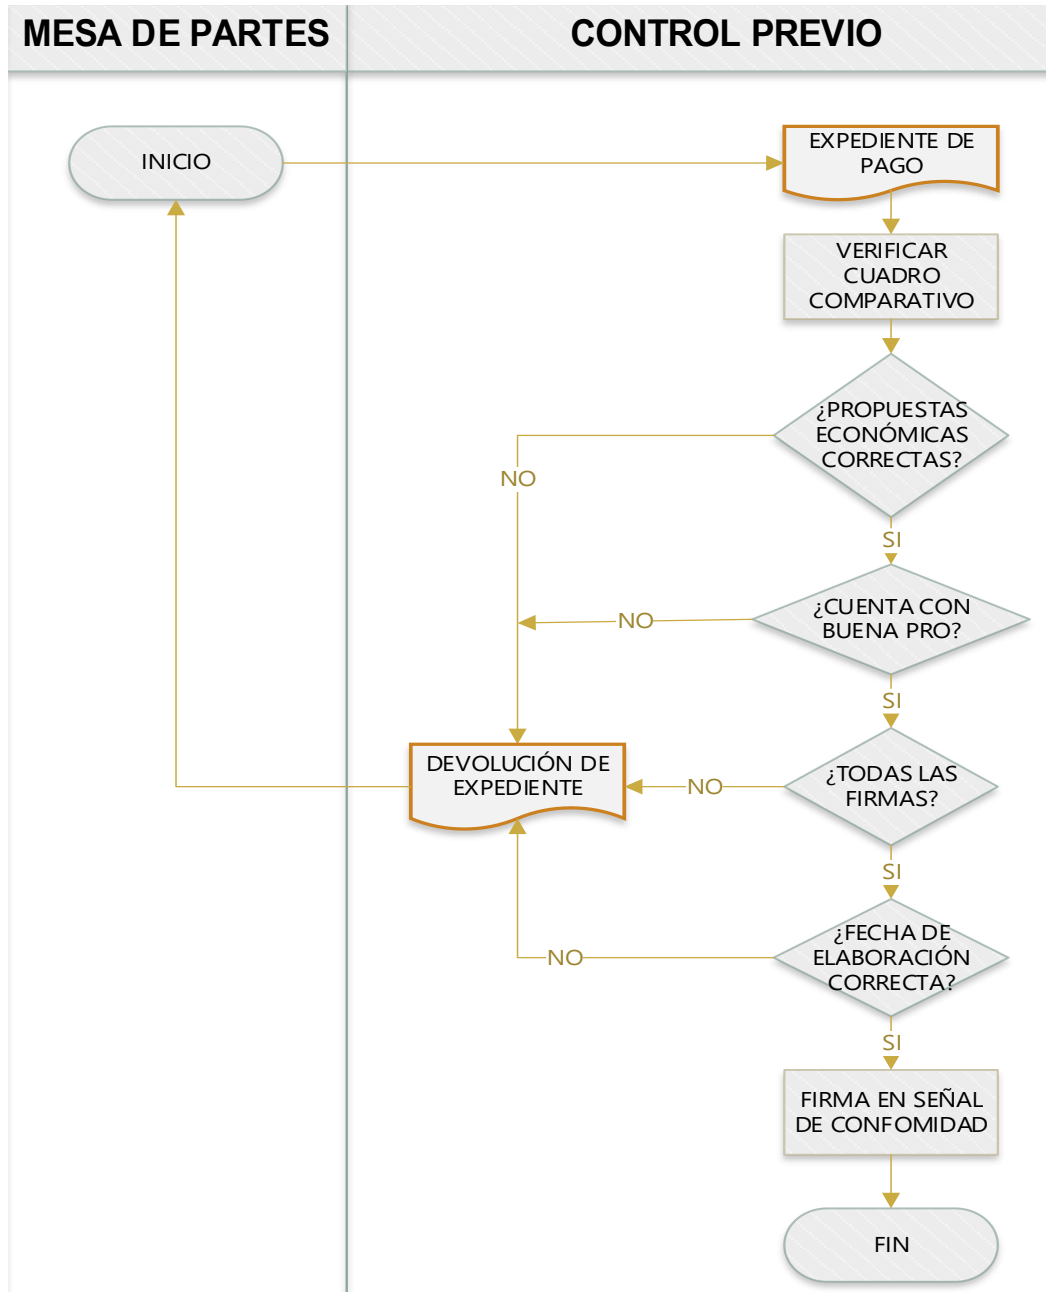 MESA DE PARTES
CONTROL PREVIO
INICIO
EXPEDIENTE DE
PAGO
VERIFICAR
CUADRO
COMPARATIVO
¿PROPUESTAS
ECONÓMICAS
CORRECTAS?
NO
SI
¿CUENTA CON
BUENA PRO?
NO
SI
DEVOLUCIÓN DE
EXPEDIENTE
NO
¿TODAS LAS
FIRMAS?
SI
¿FECHA DE
ELABORACIÓN
CORRECTA?
NO
SI
FIRMA EN SEÑAL
DE CONFOMIDAD
FIN